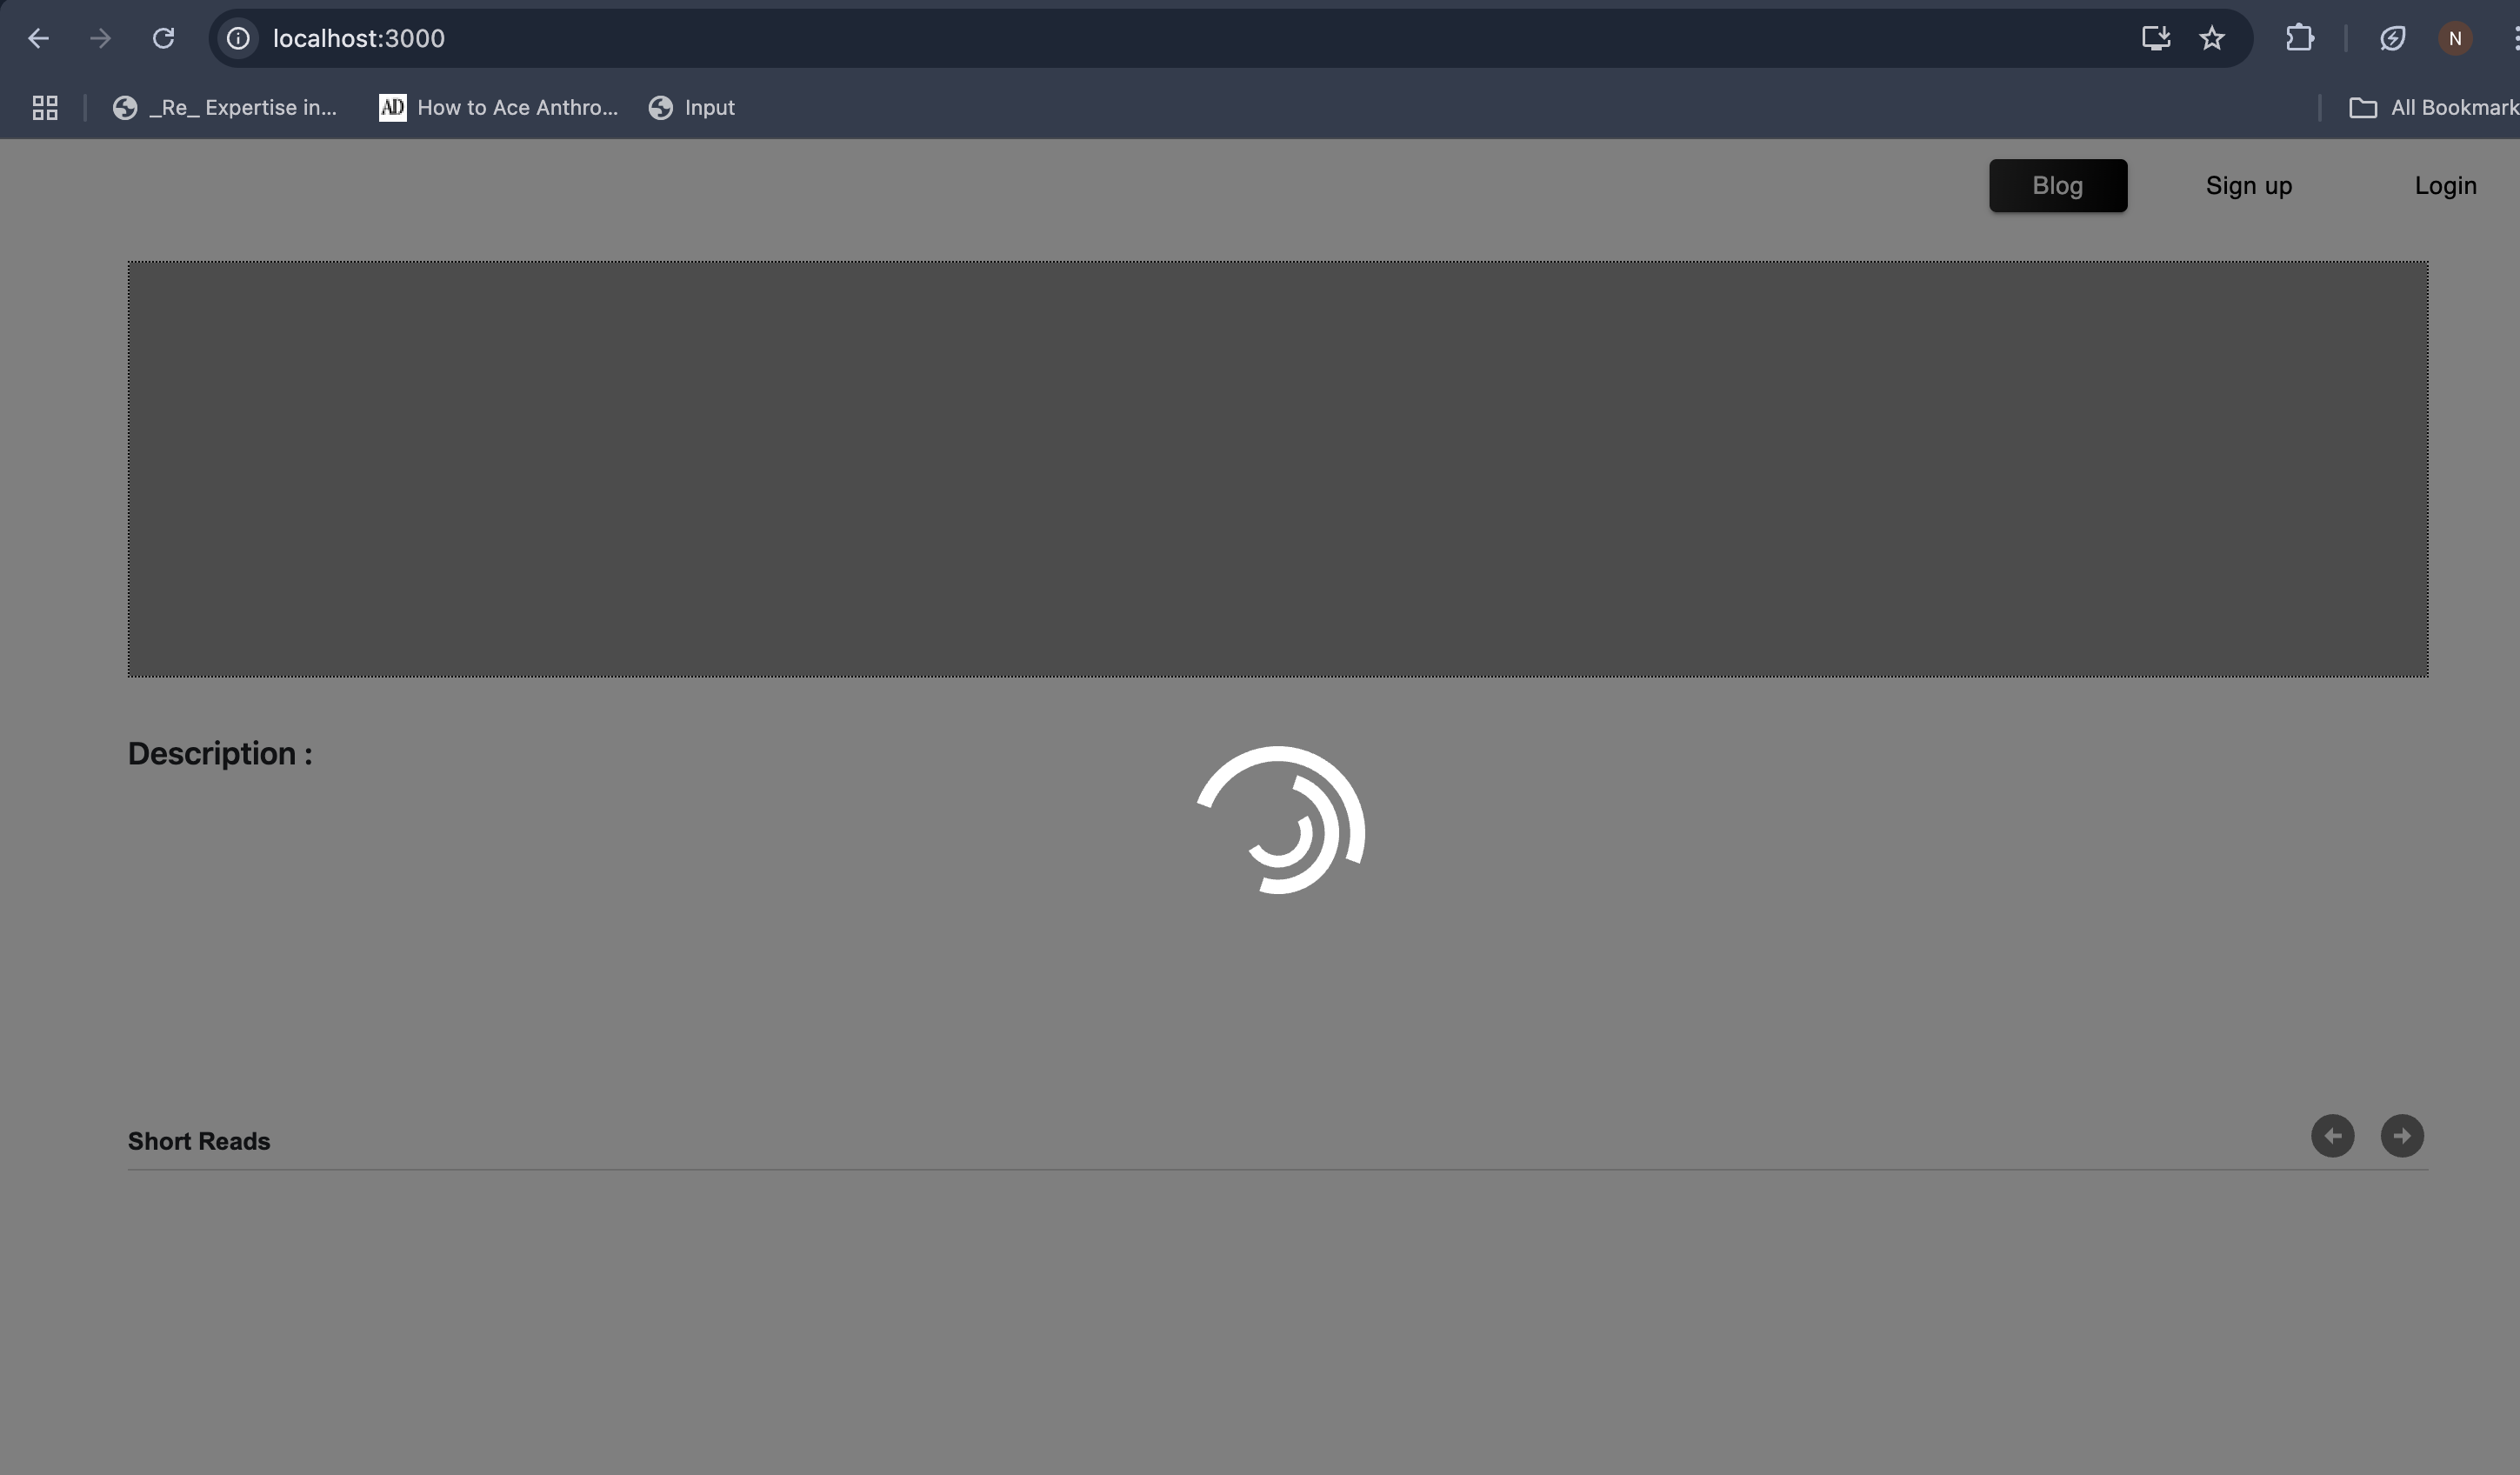 localhost:3000
_Re_ Expertise in...
AD How to Ace Anthro...
Input
All Bookmark
N
Blog
Sign up
Login
Description :
Short Reads